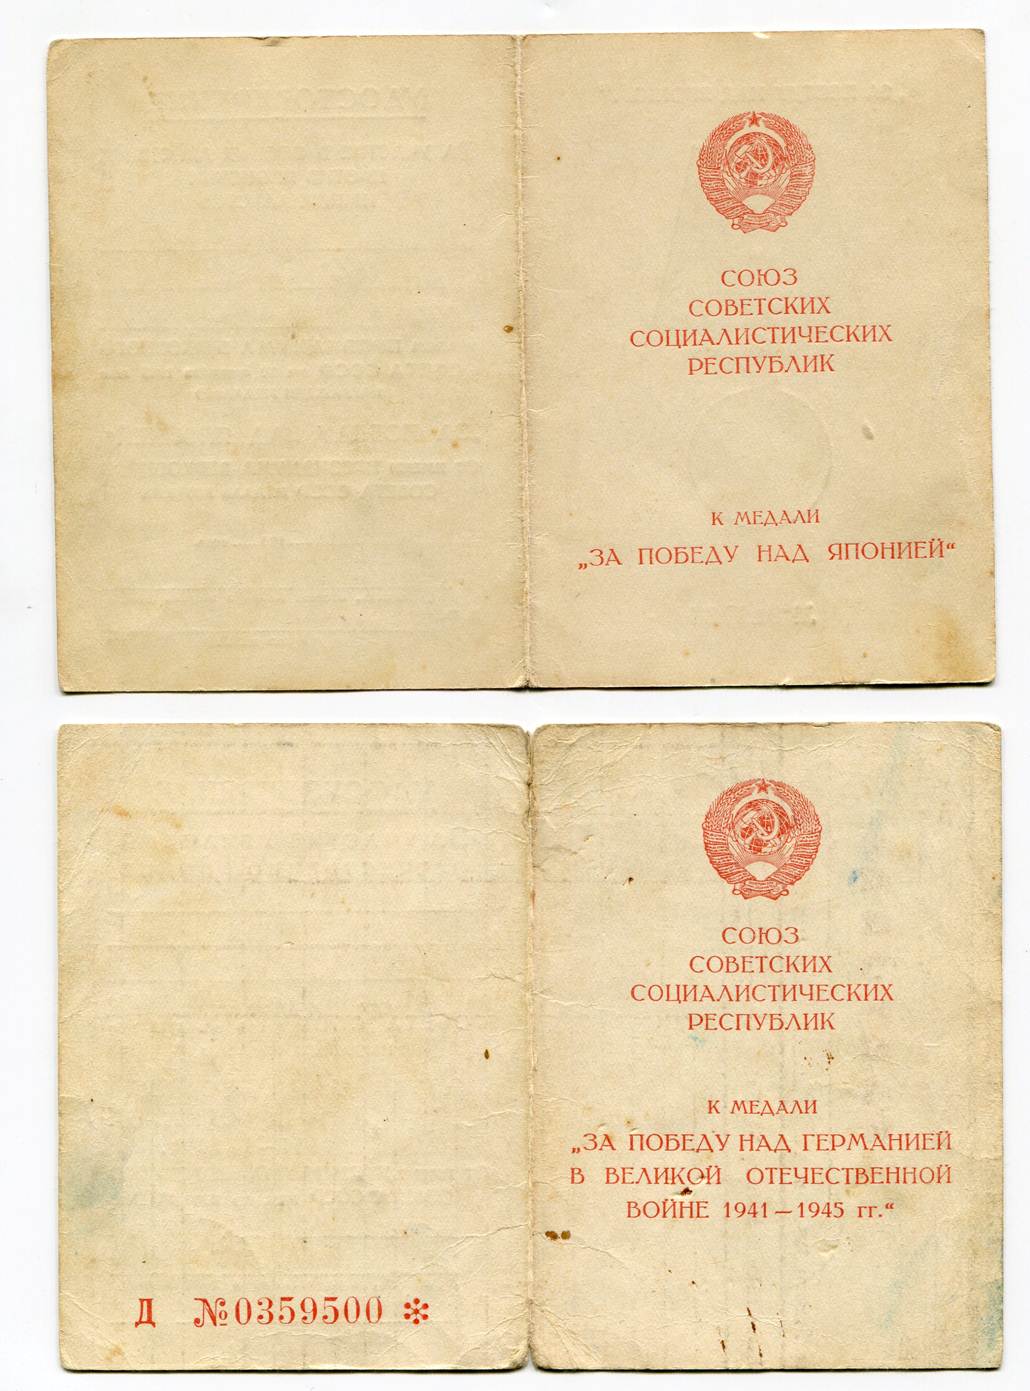 СОЮЗ
СОВЕТСКИХ
СОЦИАЛИСТИЧЕСКИХ
РЕСПУБЛИК
К МЕДАЛИ
„ЗА ПОБЕДУ НАД ЯПОНИЕЙ“
СОЮЗ
СОВЕТСКИХ
СОЦИАЛИСТИЧЕСКИХ
РЕСПУБЛИК
К МЕДАЛИ
„ЗА ПОБЕДУ НАД ГЕРМАНИЕЙ
В ВЕЛИКОЙ ОТЕЧЕСТВЕННОЙ
ВОЙНЕ 1941 — 1945 гг.“
Д №0359500 *